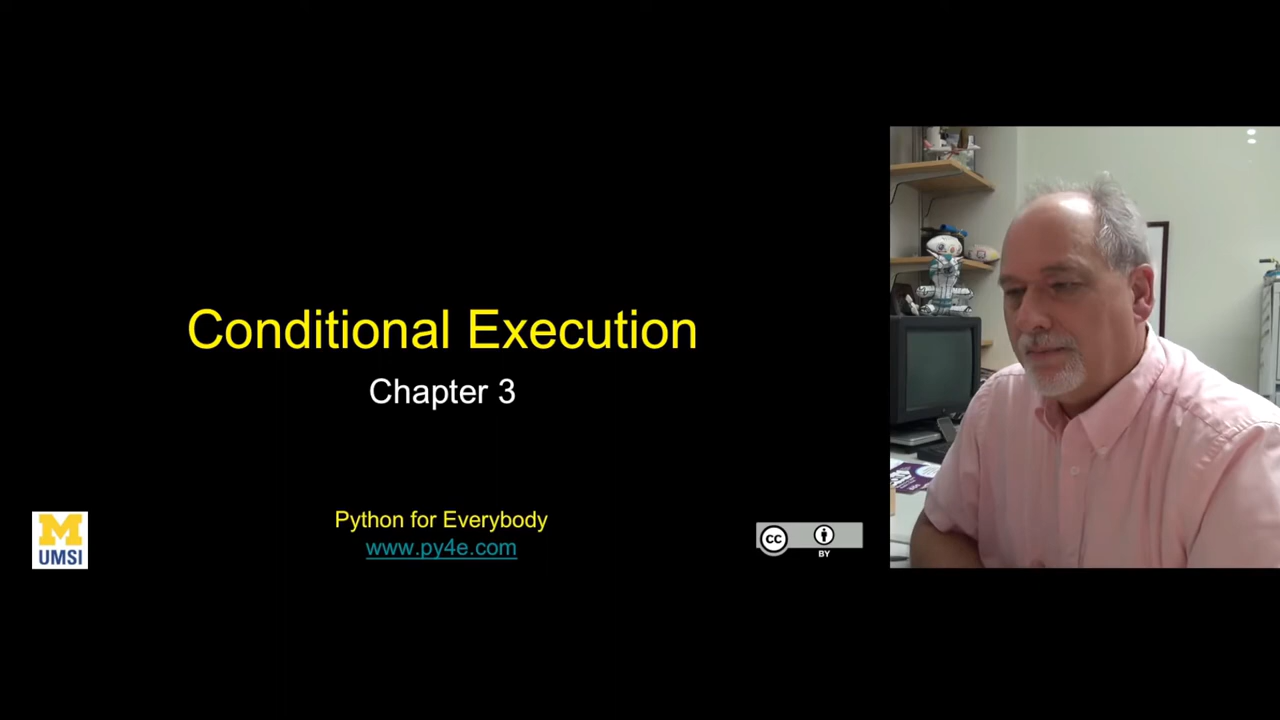 Conditional Execution
Chapter 3
Python for Everybody
www.py4e.com
M
UMSI
cc
BY